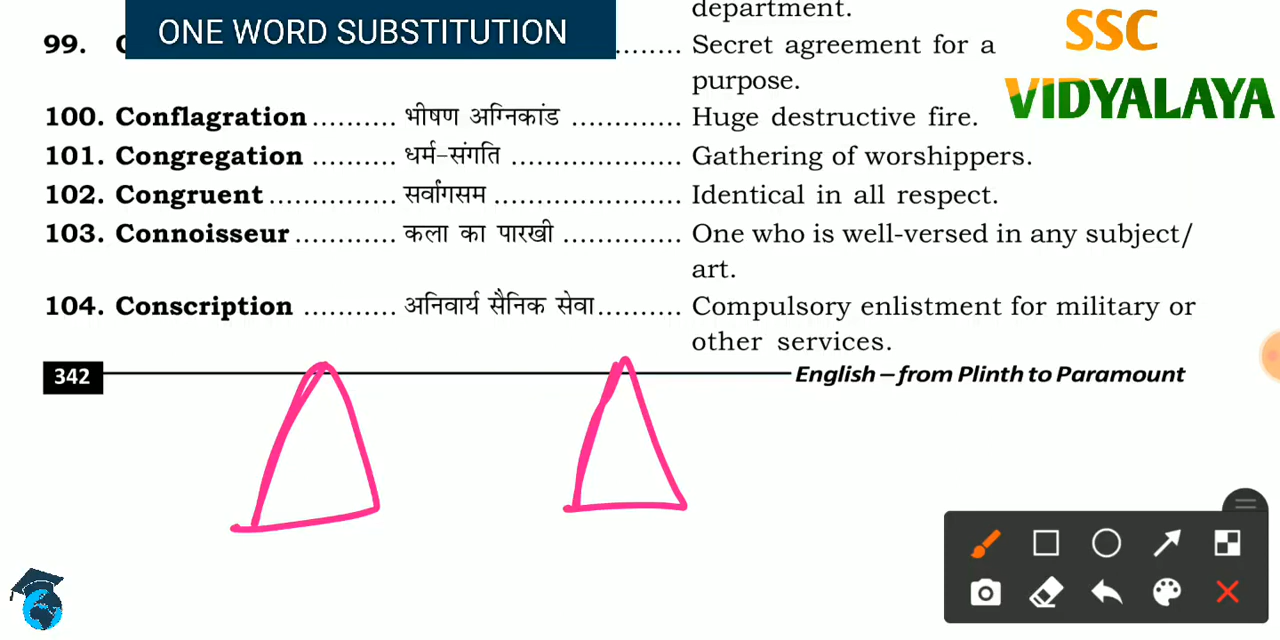 department.
ONE WORD SUBSTITUTION
SSC
VIDYALAYA
99. .......... Secret agreement for a
purpose.
100. Conflagration .......... भीषण अग्निकांड ............. Huge destructive fire.
101. Congregation .......... धर्म–संगति .................... Gathering of worshippers.
102. Congruent ............... सर्वांगसम ...................... Identical in all respect.
103. Connoisseur ............ कला का पारखी .............. One who is well-versed in any subject/
art.
104. Conscription ........... अनिवार्य सैनिक सेवा.......... Compulsory enlistment for military or
other services.
342
English – from Plinth to Paramount